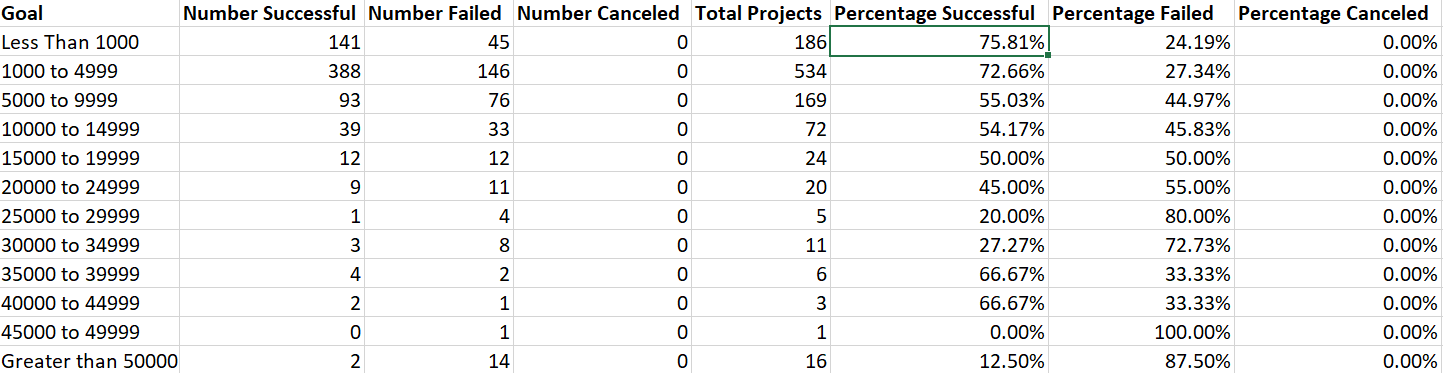 Goal Number Successful Number Failed Number Canceled Total Projects Percentage Successful Percentage Failed Percentage Canceled
Less Than 1000 141 45 0 186 75.81% 24.19% 0.00%
1000 to 4999 388 146 0 534 72.66% 27.34% 0.00%
5000 to 9999 93 76 0 169 55.03% 44.97% 0.00%
10000 to 14999 39 33 0 72 54.17% 45.83% 0.00%
15000 to 19999 12 12 0 24 50.00% 50.00% 0.00%
20000 to 24999 9 11 0 20 45.00% 55.00% 0.00%
25000 to 29999 1 4 0 5 20.00% 80.00% 0.00%
30000 to 34999 3 8 0 11 27.27% 72.73% 0.00%
35000 to 39999 4 2 0 6 66.67% 33.33% 0.00%
40000 to 44999 2 1 0 3 66.67% 33.33% 0.00%
45000 to 49999 0 1 0 1 0.00% 100.00% 0.00%
Greater than 50000 2 14 0 16 12.50% 87.50% 0.00%